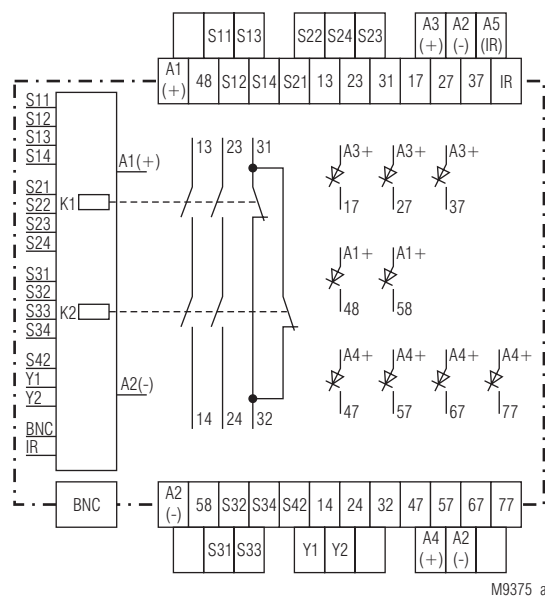 S11 S13 S22 S24 S23 A3 (+) A2 (-) A5 (IR)
A1 (+) 48 S12 S14 S21 13 23 31 17 27 37 IR
S11
S12
S13
S14
A1(+)
S21
S22
S23
S24
K1
S31
S32
S33
S34
K2
S42
Y1
Y2
A2(-)
BNC
IR
13 23 31
14 24 32
A3+ A3+ A3+
17 27 37
A1+ A1+
48 58
A4+ A4+ A4+ A4+
47 57 67 77
BNC
A2 (-) 58 S32 S34 S42 14 24 32 47 57 67 77
S31 S33 Y1 Y2 A4 (+) A2 (-)
M9375_a